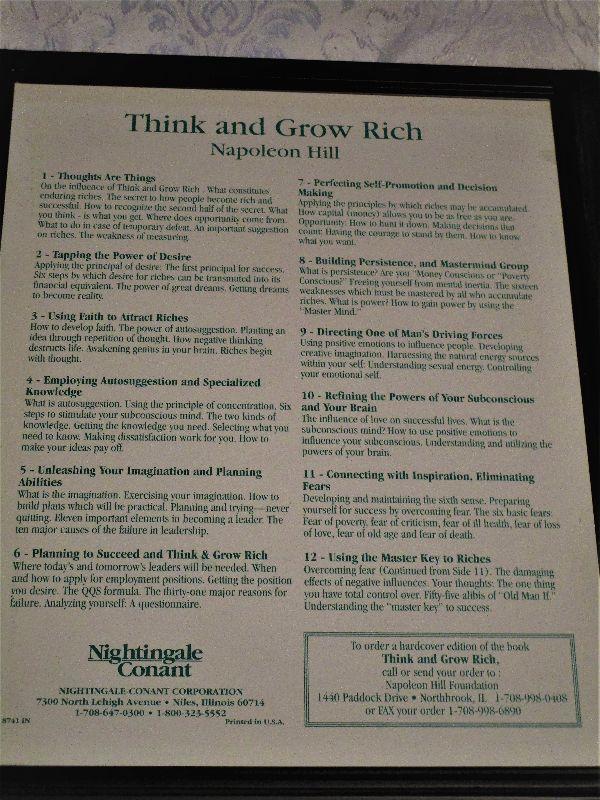 Think and Grow Rich
Napoleon Hill
1 - Thoughts Are Things
On the influence of Think and Grow Rich . What constitutes
enduring riches. The secret to how people become rich and
successful. How to recognize the second half of the secret. What
you think - is what you get. Where does opportunity come from.
What to do in case of temporary defeat. An important suggestion
on riches. The weakness of measuring.
2 - Tapping the Power of Desire
Applying the principal of desire. The first principal for success.
Six steps by which desire for riches can be transmuted into its
financial equivalent. The power of great dreams. Getting dreams
to become reality.
3 - Using Faith to Attract Riches
How to develop faith. The power of autosuggestion. Planting an
idea through repetition of thought. How negative thinking
destructs life. Awakening genius in your brain. Riches begin
with thought.
4 - Employing Autosuggestion and Specialized
Knowledge
What is autosuggestion. Using the principle of concentration. Six
steps to stimulate your subconscious mind. The two kinds of
knowledge. Getting the knowledge you need. Selecting what you
need to know. Making dissatisfaction work for you. How to
make your ideas pay off.
5 - Unleashing Your Imagination and Planning
Abilities
What is the imagination. Exercising your imagination. How to
build plans which will be practical. Planning and trying—never
quitting. Eleven important elements in becoming a leader. The
ten major causes of the failure in leadership.
6 - Planning to Succeed and Think & Grow Rich
Where today's and tomorrow's leaders will be needed. When
and how to apply for employment positions. Getting the position
you desire. The QQS formula. The thirty-one major reasons for
failure. Analyzing yourself: A questionnaire.
7 - Perfecting Self-Promotion and Decision
Making
Applying the principles by which riches may be accumulated.
How capital (money) allows you to be as free as you are.
Opportunity: How to hunt it down. Making decisions that
count: Having the courage to stand by them. How to know
what you want.
8 - Building Persistence, and Mastermind Group
What is persistence? Are you "Money Conscious or "Poverty
Conscious?" Freeing yourself from mental inertia. The sixteen
weaknesses which must be mastered by all who accumulate
riches. What is power? How to gain power by using the
"Master Mind."
9 - Directing One of Man's Driving Forces
Using positive emotions to influence people. Developing
creative imagination. Harnessing the natural energy sources
within your self: Understanding sexual energy. Controlling
your emotional self.
10 - Refining the Powers of Your Subconscious
and Your Brain
The influence of love on successful lives. What is the
subconscious mind? How to use positive emotions to
influence your subconscious. Understanding and utilizing the
powers of your brain.
11 - Connecting with Inspiration, Eliminating
Fears
Developing and maintaining the sixth sense. Preparing
yourself for success by overcoming fear. The six basic fears:
Fear of poverty, fear of criticism, fear of ill health, fear of loss
of love, fear of old age and fear of death.
12 - Using the Master Key to Riches
Overcoming fear (Continued from Side 11). The damaging
effects of negative influences. Your thoughts: The one thing
you have total control over. Fifty-five alibis of "Old Man If."
Understanding the "master key" to success.
Nightingale
Conant
NIGHTINGALE-CONANT CORPORATION
7300 North Lehigh Avenue • Niles, Illinois 60714
1-708-647-0300 • 1-800-323-5552
8741 IN
Printed in U.S.A.
To order a hardcover edition of the book
Think and Grow Rich,
call or send your order to :
Napoleon Hill Foundation
1440 Paddock Drive • Northbrook, IL 1-708-998-0408
or FAX your order 1-708-998-6890